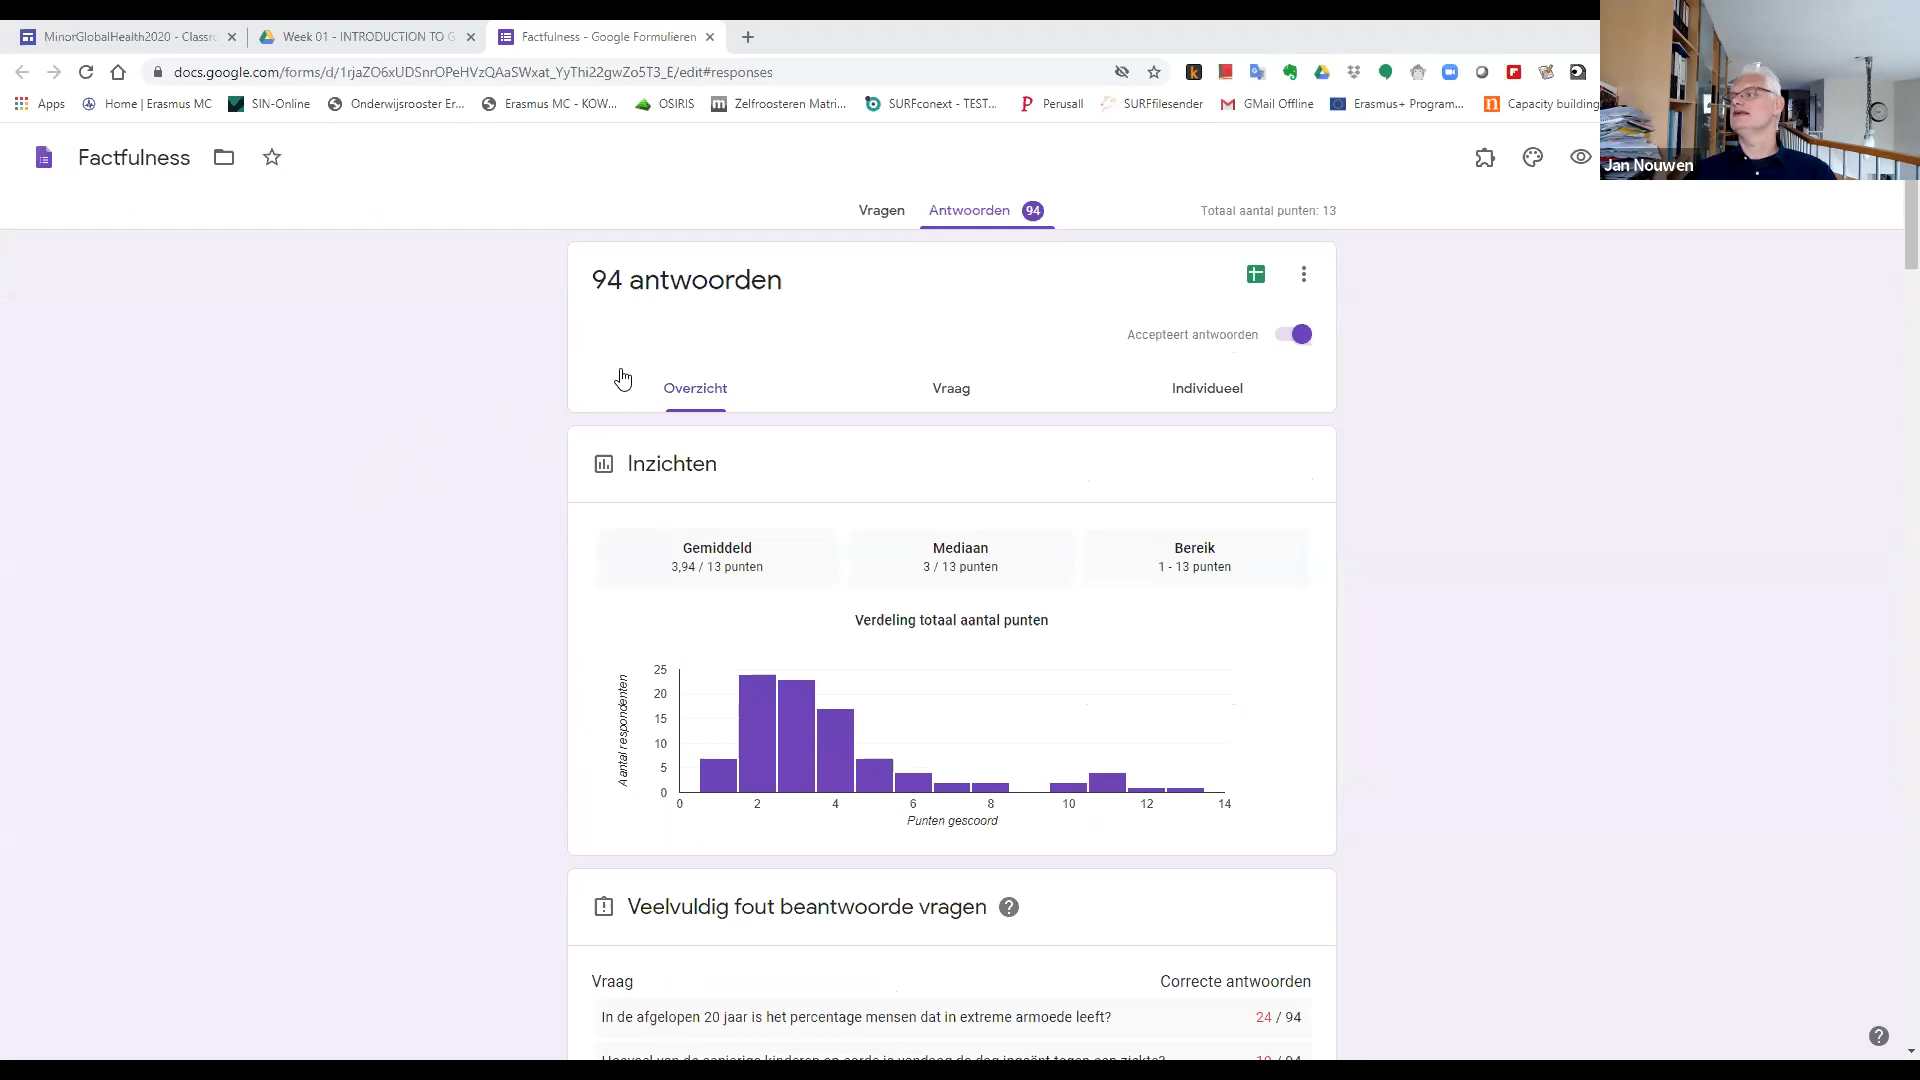 MinorGlobalHealth2020 - Classr
Week 01 - INTRODUCTION TO G
Factfulness - Google Formulieren
docs.google.com/forms/d/1rjaZO6xUDSnrOPeHVzQAaSWxat_YyThi22gwZo5T3_E/edit#responses
Apps
Home | Erasmus MC
SIN-Online
Onderwijsrooster Er...
Erasmus MC - KOW...
OSIRIS
Zelfroosteren Matri...
SURFconext - TEST...
Perusall
SURFfilesender
GMail Offline
Erasmus+ Program...
Capacity building
Jan Nouwen
Factfulness
Vragen
Antwoorden 94
Totaal aantal punten: 13
94 antwoorden
Accepteert antwoorden
Overzicht
Vraag
Individueel
Inzichten
Gemiddeld
3,94 / 13 punten
Mediaan
3 / 13 punten
Bereik
1 - 13 punten
Verdeling totaal aantal punten
Aantal respondenten
25
20
15
10
5
0
0 2 4 6 8 10 12 14
Punten gescoord
Veelvuldig fout beantwoorde vragen
Vraag
Correcte antwoorden
In de afgelopen 20 jaar is het percentage mensen dat in extreme armoede leeft?
24 / 94